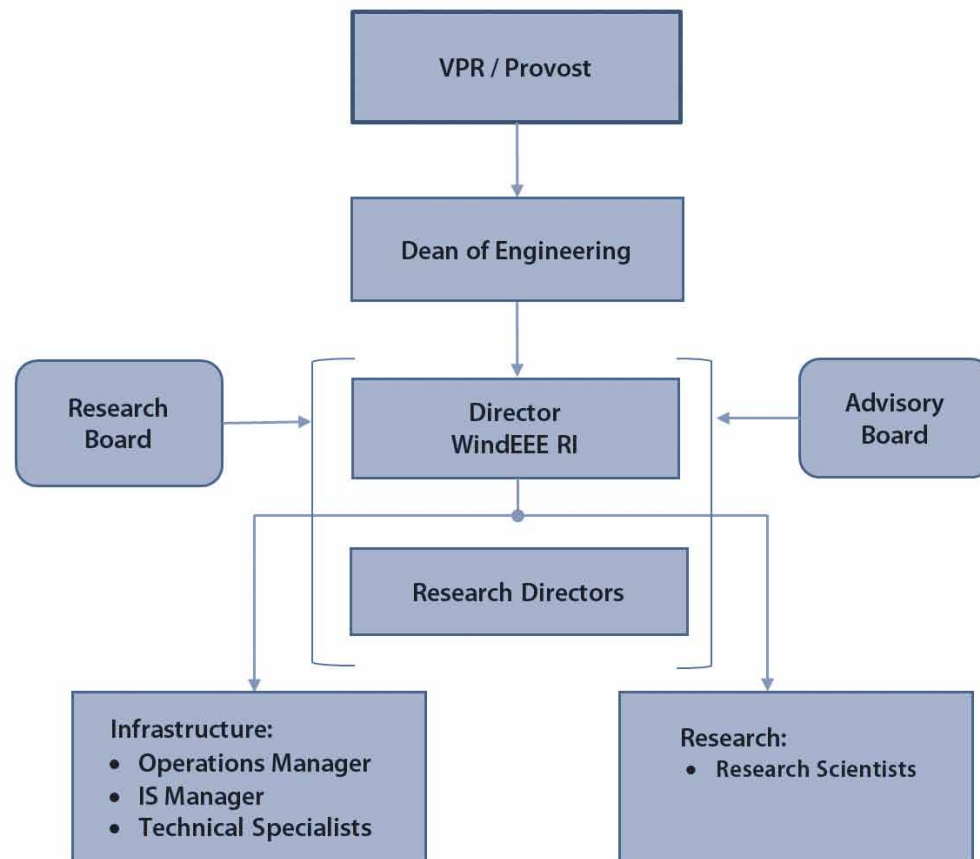 VPR / Provost
Dean of Engineering
Research
Board
Director
WindEEE RI
Advisory
Board
Research Directors
Infrastructure:
• Operations Manager
• IS Manager
• Technical Specialists
Research:
• Research Scientists